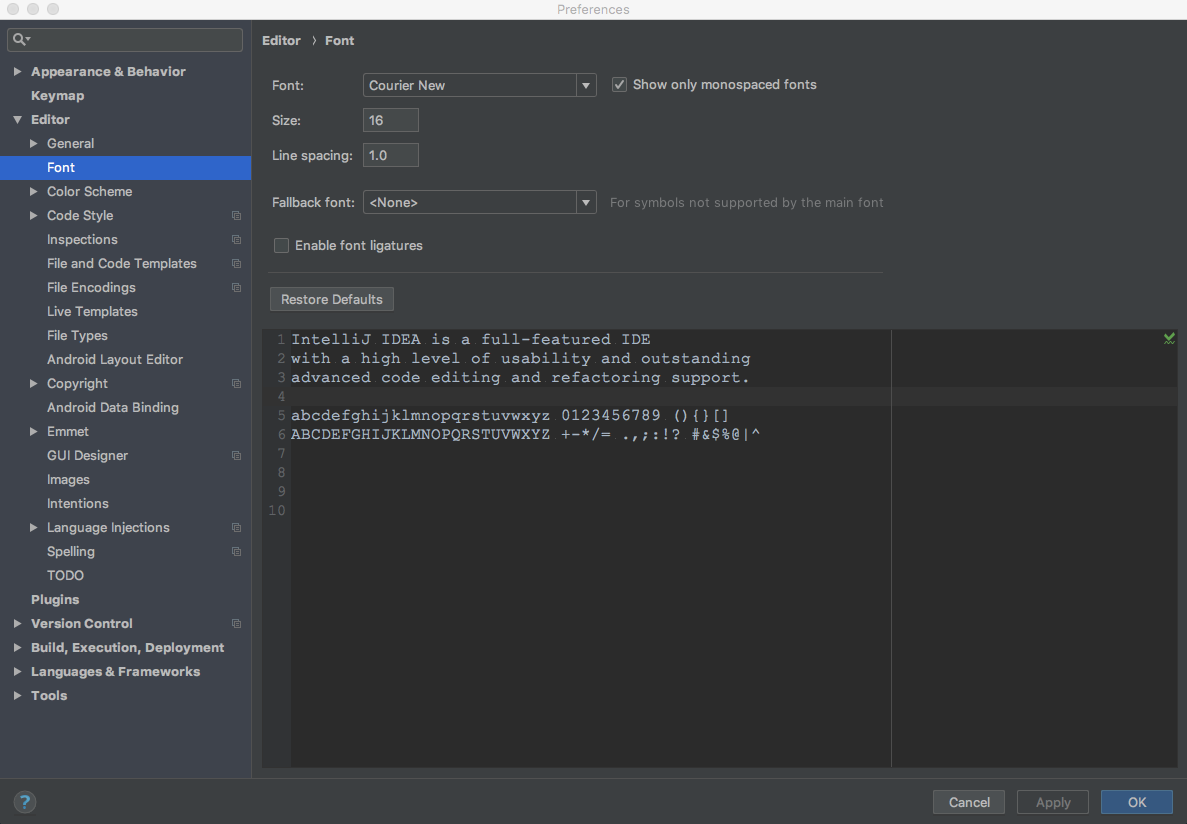 Preferences
Editor › Font
Appearance & Behavior
Keymap
Editor
General
Font
Color Scheme
Code Style
Inspections
File and Code Templates
File Encodings
Live Templates
File Types
Android Layout Editor
Copyright
Android Data Binding
Emmet
GUI Designer
Images
Intentions
Language Injections
Spelling
TODO
Plugins
Version Control
Build, Execution, Deployment
Languages & Frameworks
Tools
Font: Courier New Show only monospaced fonts
Size: 16
Line spacing: 1.0
Fallback font: <None> For symbols not supported by the main font
Enable font ligatures
Restore Defaults
1 IntelliJ IDEA is a full-featured IDE
2 with a high level of usability and outstanding
3 advanced code editing and refactoring support.
4
5 abcdefghijklmnopqrstuvwxyz 0123456789 (){}[]
6 ABCDEFGHIJKLMNOPQRSTUVWXYZ +-*/= .,;:!? #&$%@|^
7
8
9
10
? Cancel Apply OK